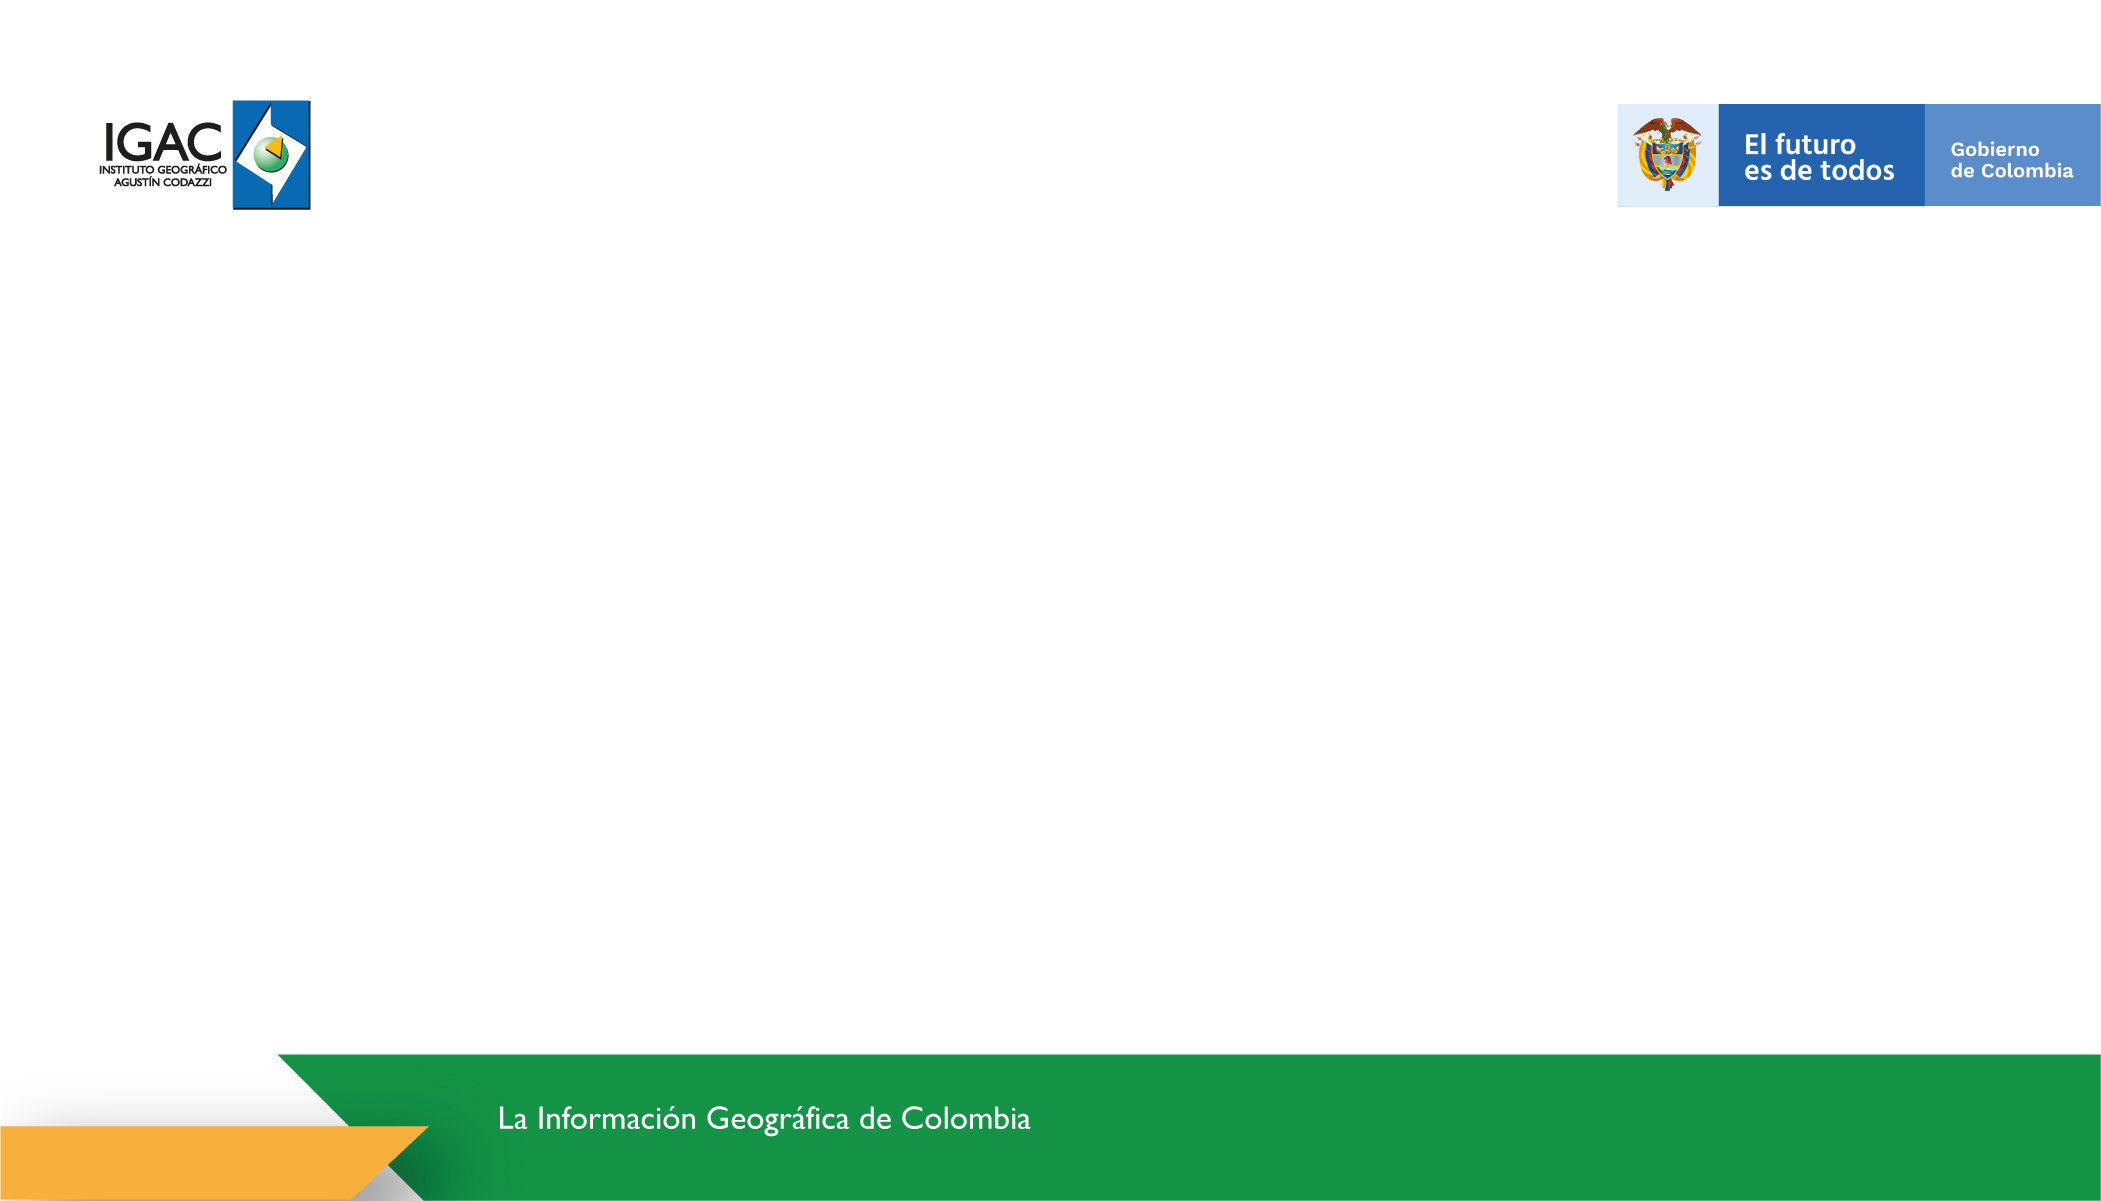 IGAC
INSTITUTO GEOGRÁFICO
AGUSTÍN CODAZZI
El futuro
es de todos
Gobierno
de Colombia
La Información Geográfica de Colombia